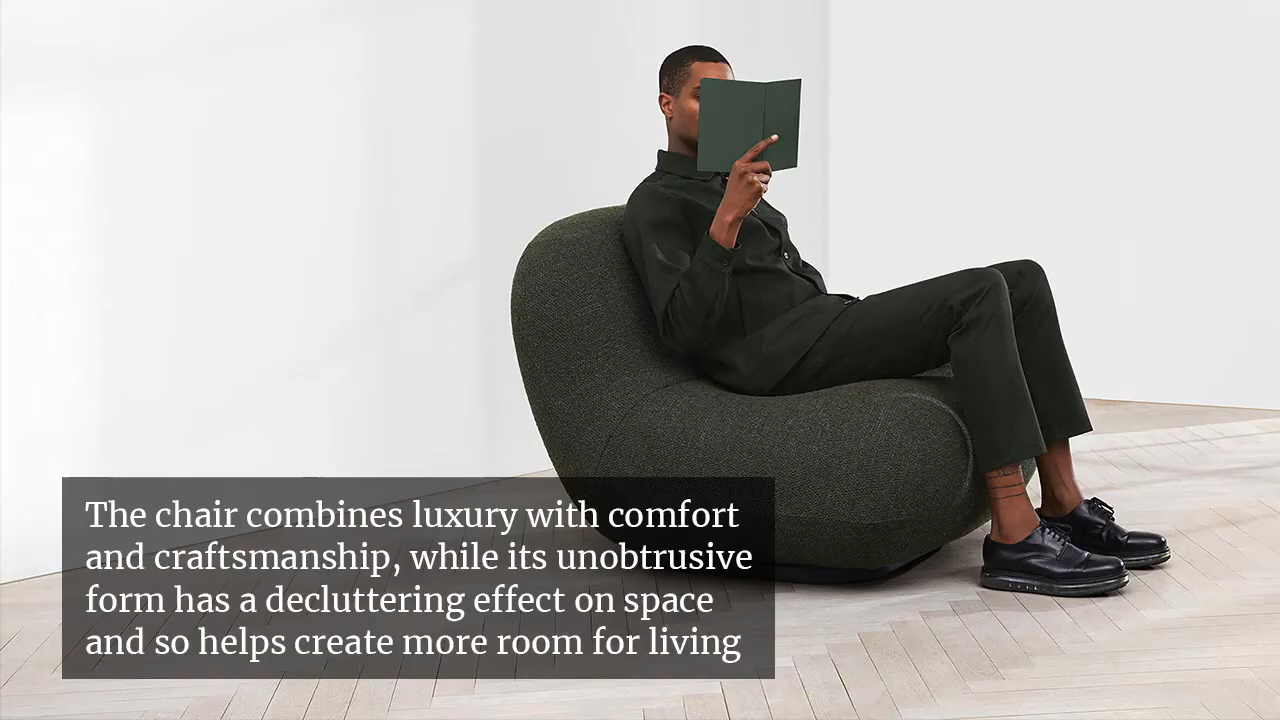 The chair combines luxury with comfort
and craftsmanship, while its unobtrusive
form has a decluttering effect on space
and so helps create more room for living